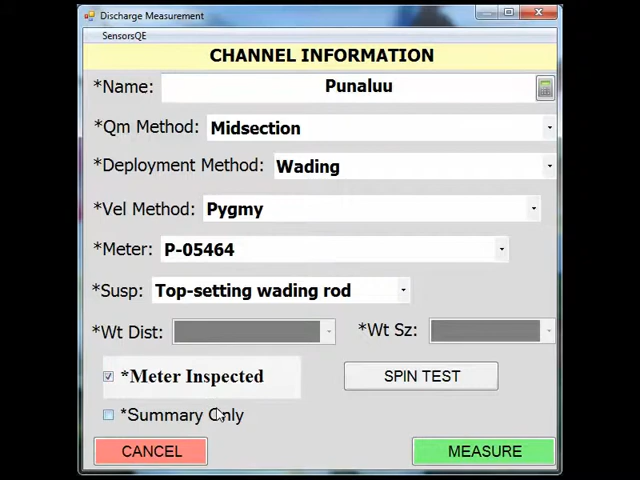 Discharge Measurement
SensorsQE
CHANNEL INFORMATION
*Name: Punaluu
*Qm Method: Midsection
*Deployment Method: Wading
*Vel Method: Pygmy
*Meter: P-05464
*Susp: Top-setting wading rod
*Wt Dist: *Wt Sz:
*Meter Inspected SPIN TEST
*Summary Only
CANCEL MEASURE